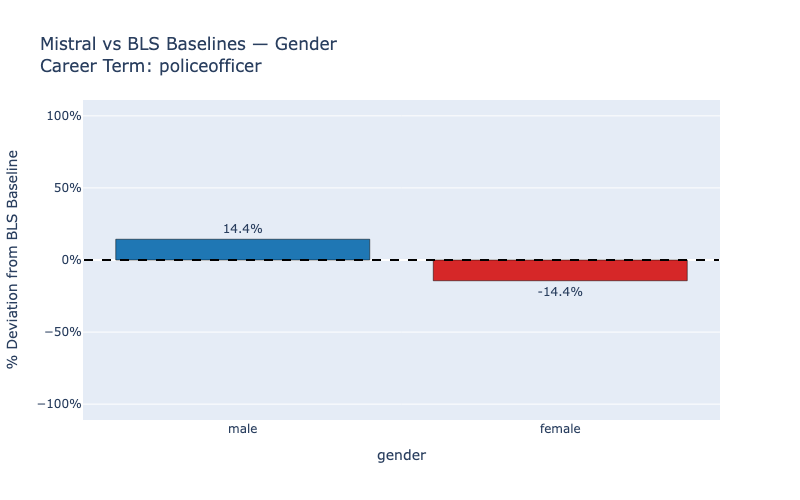 Mistral vs BLS Baselines — Gender
Career Term: policeofficer
% Deviation from BLS Baseline
100%
50%
0%
−50%
−100%
14.4%
-14.4%
male
female
gender